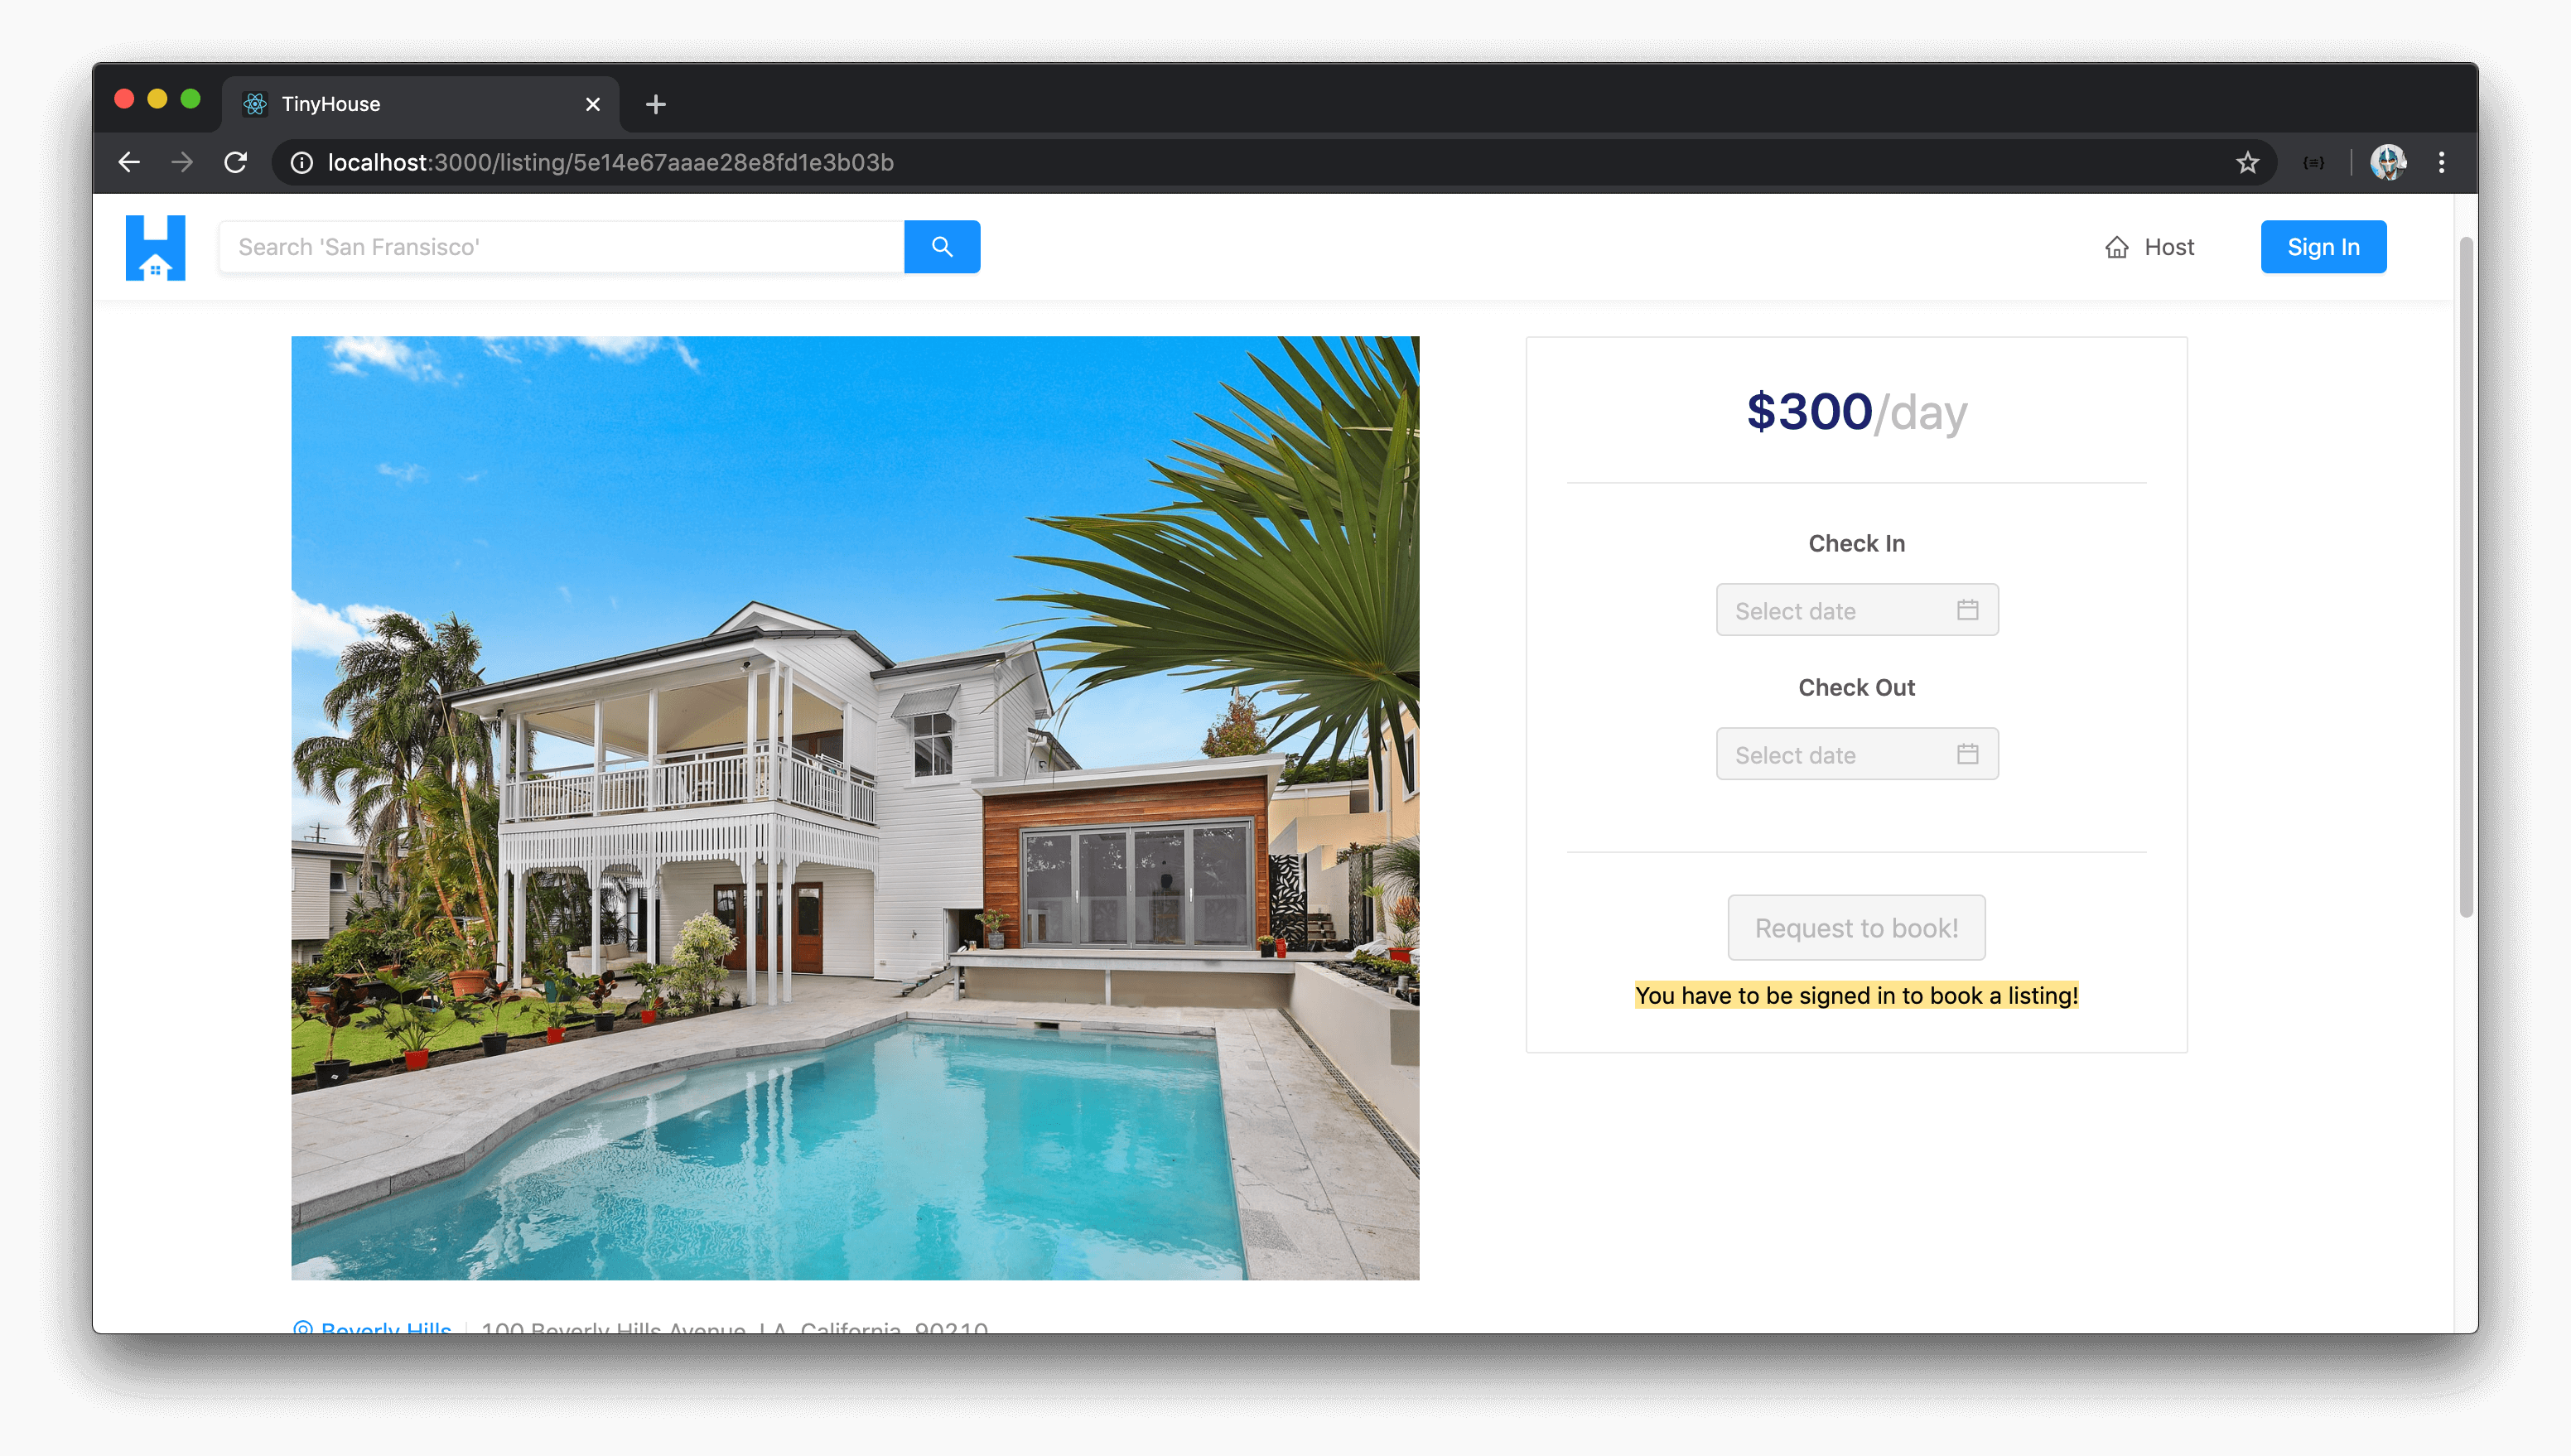 TinyHouse
localhost:3000/listing/5e14e67aaae28e8fd1e3b03b
Search 'San Fransisco'
Host
Sign In
$300/day
Check In
Select date
Check Out
Select date
Request to book!
You have to be signed in to book a listing!
Beverly Hills
100 Beverly Hills Avenue, LA, California, 90210